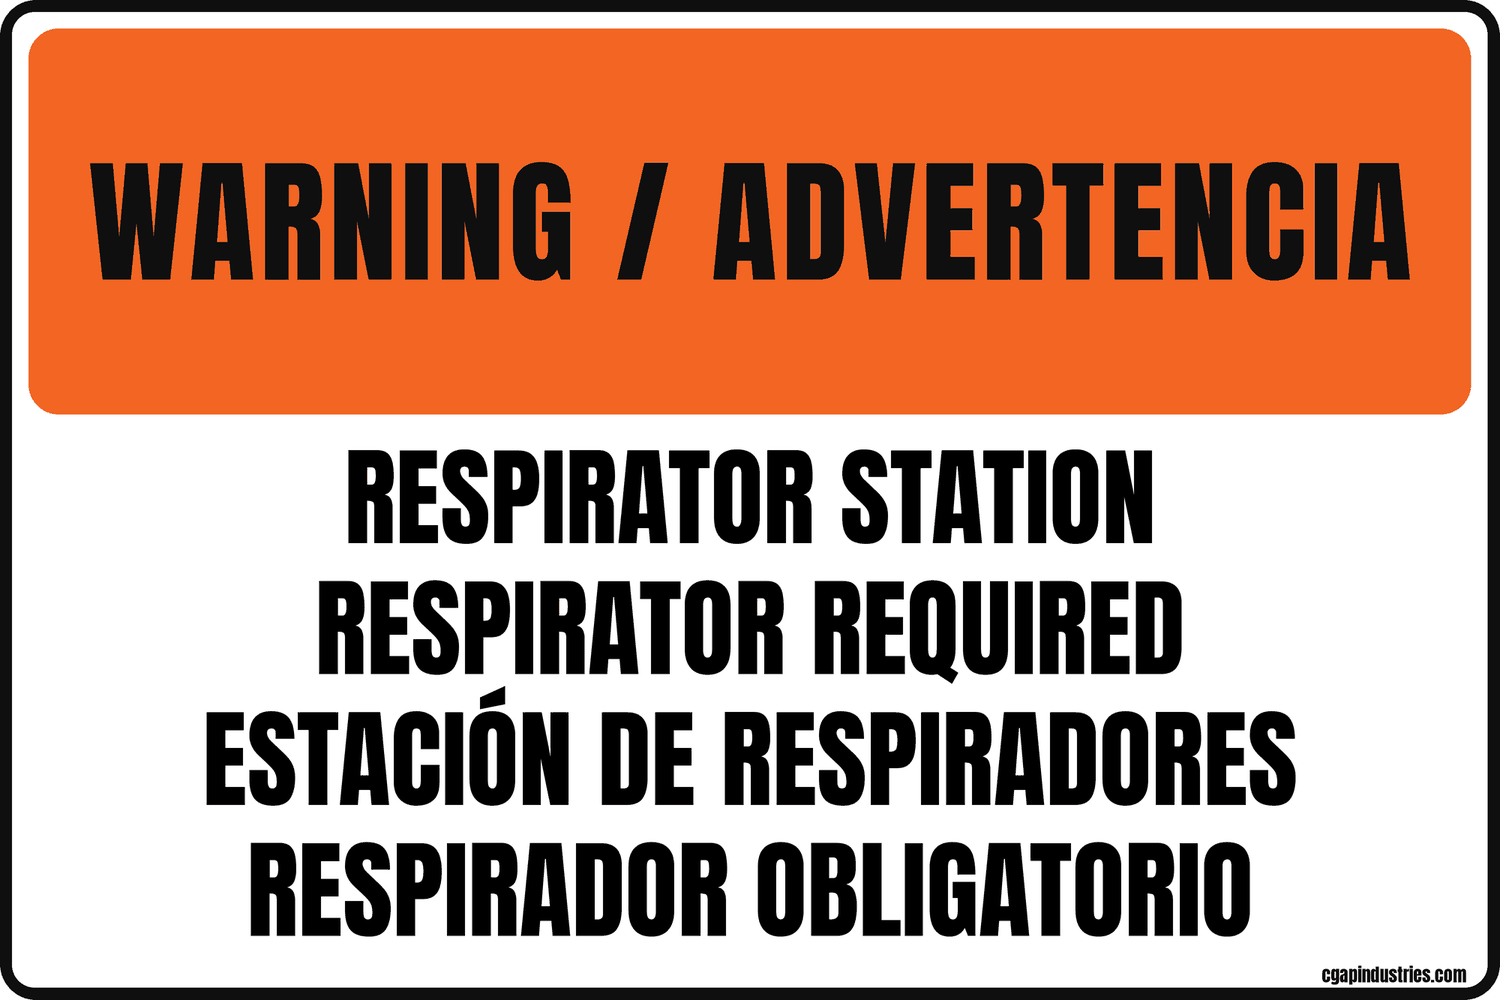 WARNING / ADVERTENCIA
RESPIRATOR STATION
RESPIRATOR REQUIRED
ESTACIÓN DE RESPIRADORES
RESPIRADOR OBLIGATORIO
cgapindustries.com